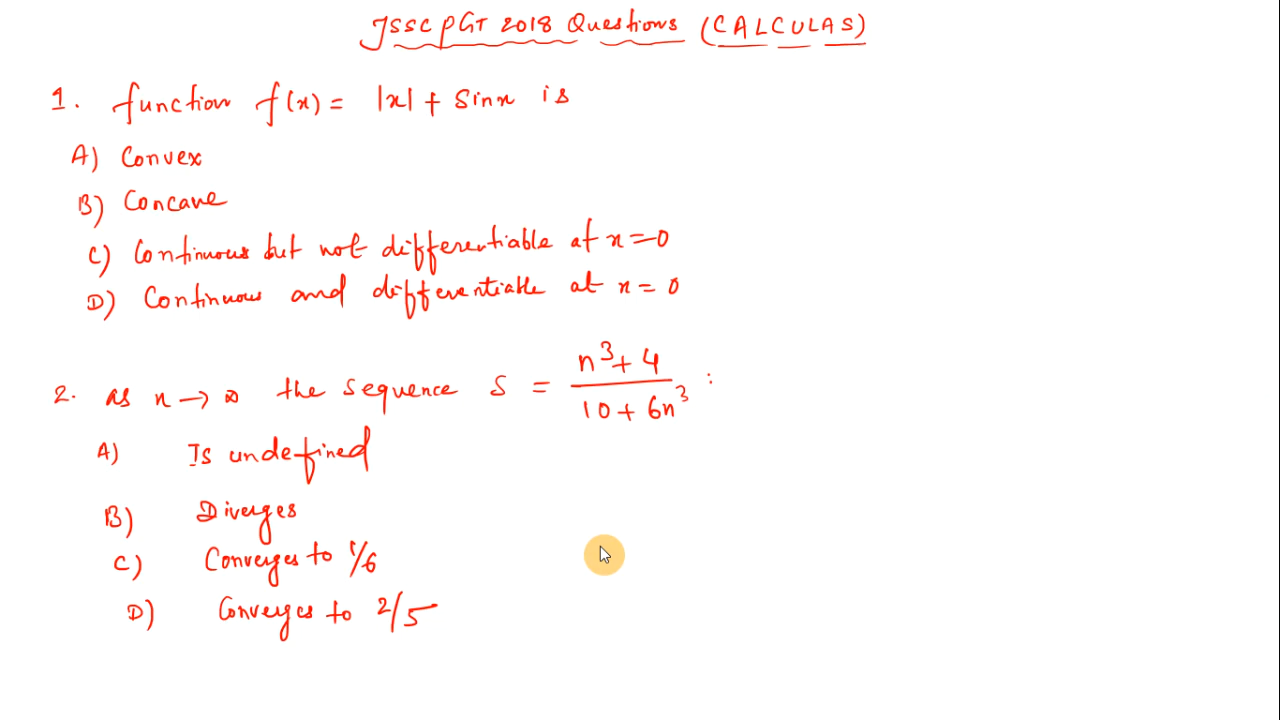 JSSC PGT 2018 Questions (CALCULAS)
1. function f(x) = |x| + sinx is
A) Convex
B) Concave
C) Continuous but not differentiable at x=0
D) Continuous and differentiable at x = 0
2. as n → ∞ the sequence S = (n³ + 4)/(10 + 6n³) :
A) Is undefined
B) Diverges
C) Converges to 1/6
D) Converges to 2/5